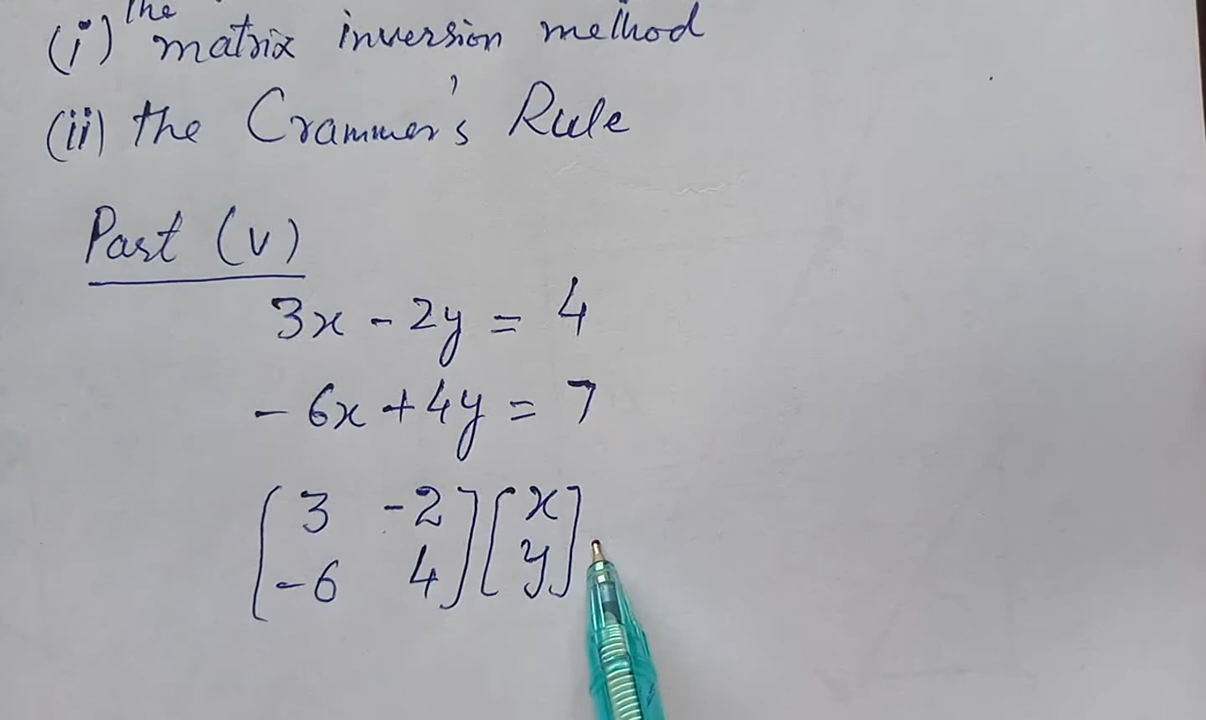 the
(i) matrix inversion method
(ii) the Crammer's Rule
Part (v)
3x - 2y = 4
- 6x + 4y = 7
[3 -2] [x]
[-6 4] [y]